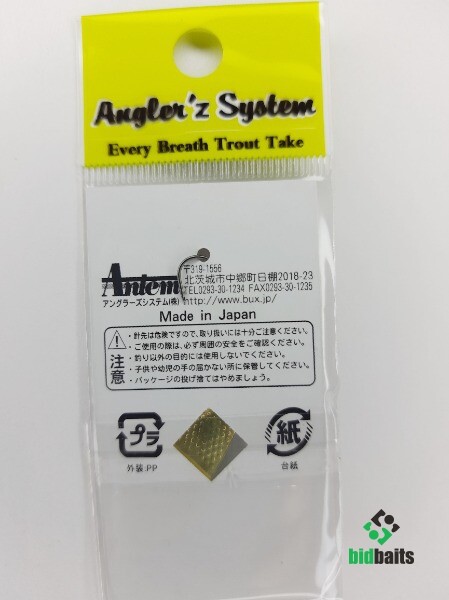 Angler'z System
Every Breath Trout Take
〒319-1556
北茨城市中郷町日棚2018-23
Antem
TEL0293-30-1234 FAX0293-30-1235
アングラーズシステム(株) http://www.bux.jp/
Made in Japan
注意
・針先は危険ですので、取り扱いには十分ご注意ください。
・ご使用の際は、必ず周囲の安全をご確認ください。
・釣り以外の目的には使用しないでください。
・子供や幼児の手の届かない所に保管してください。
・パッケージの投げ捨てはやめましょう。
プラ
紙
外装:PP
台紙
bidbaits